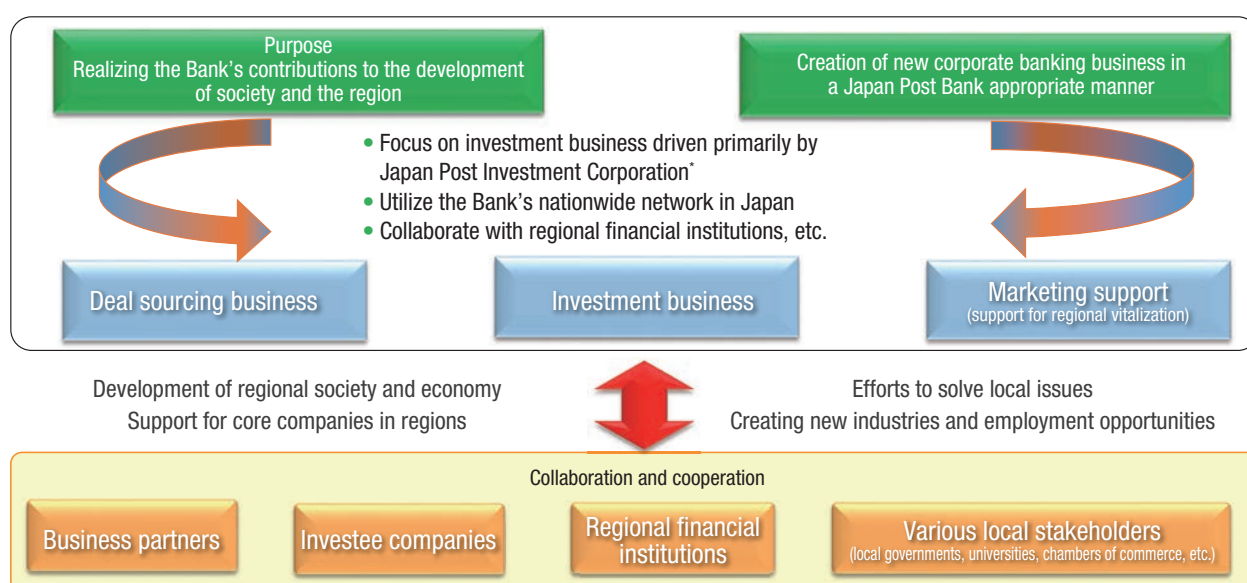 Purpose
Realizing the Bank's contributions to the development
of society and the region
Creation of new corporate banking business in
a Japan Post Bank appropriate manner
• Focus on investment business driven primarily by
Japan Post Investment Corporation*
• Utilize the Bank's nationwide network in Japan
• Collaborate with regional financial institutions, etc.
Deal sourcing business
Investment business
Marketing support
(support for regional vitalization)
Development of regional society and economy
Support for core companies in regions
Efforts to solve local issues
Creating new industries and employment opportunities
Collaboration and cooperation
Business partners
Investee companies
Regional financial
institutions
Various local stakeholders
(local governments, universities, chambers of commerce, etc.)